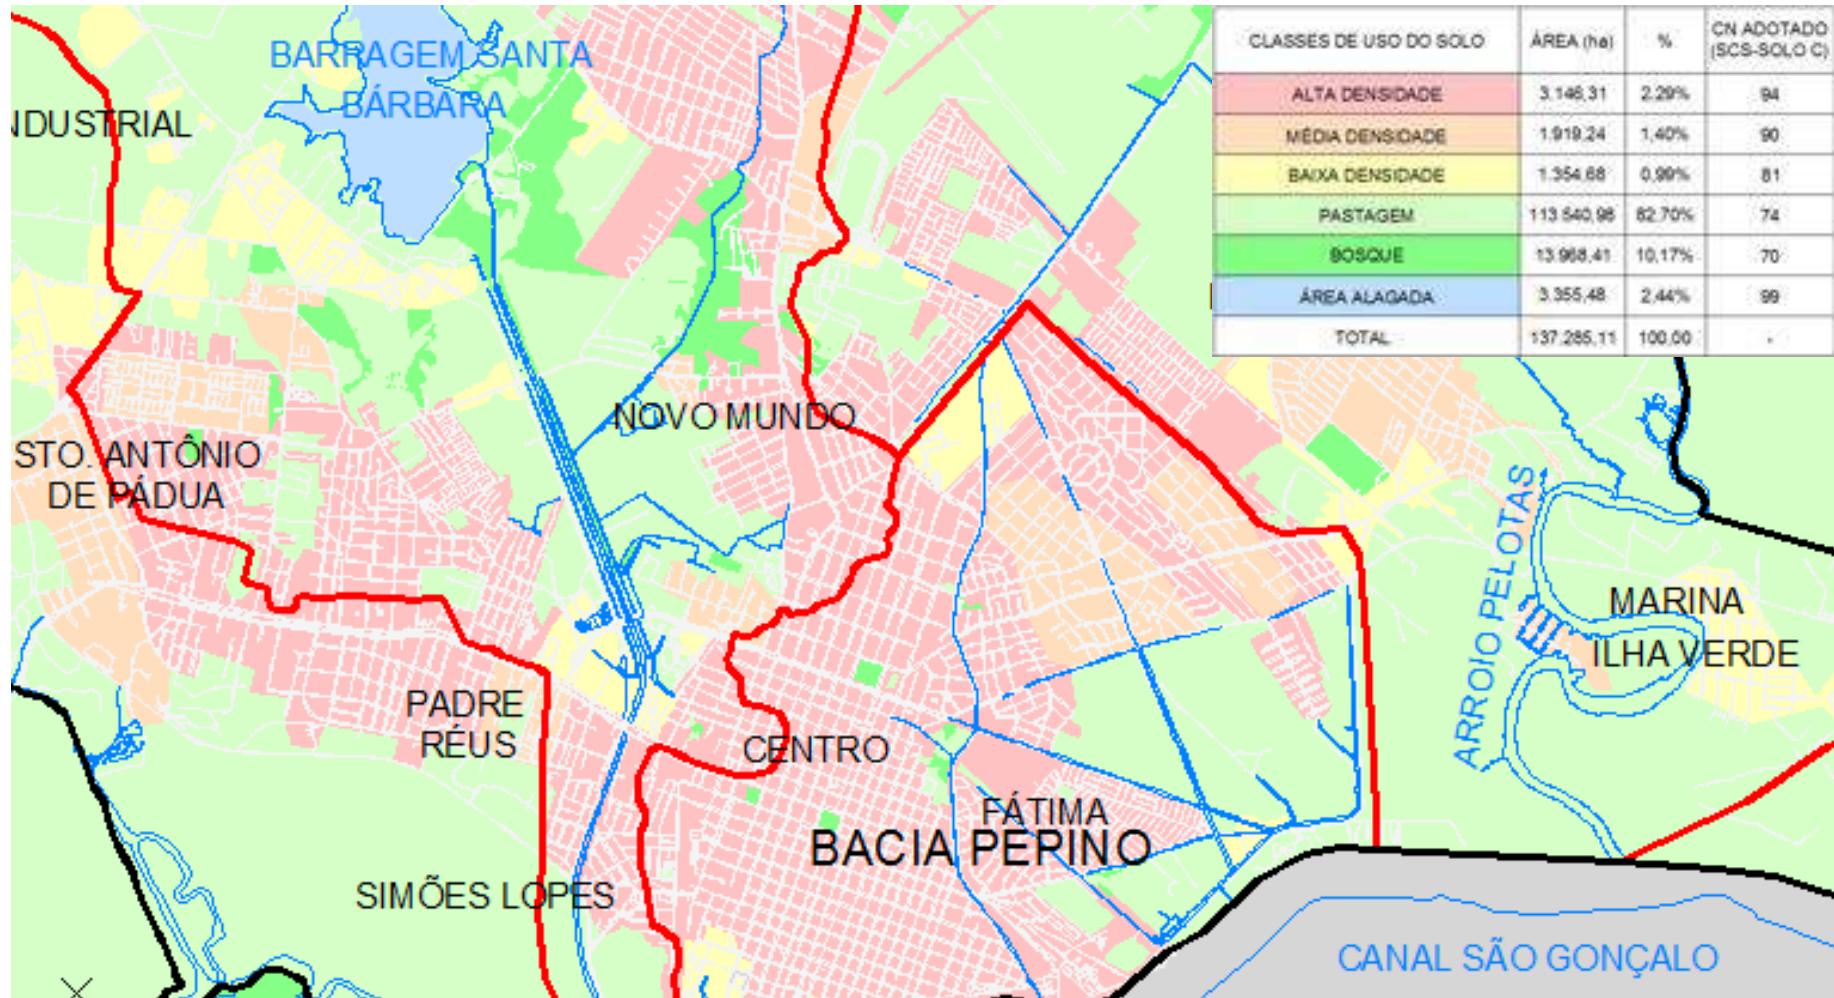 BARRAGEM SANTA
BÁRBARA
NDUSTRIAL
CLASSES DE USO DO SOLO ÁREA (ha) % CN ADOTADO (SCS-SOLO C)
ALTA DENSIDADE 3.146,31 2,29% 94
MÉDIA DENSIDADE 1.919,24 1,40% 90
BAIXA DENSIDADE 1.354,68 0,99% 81
PASTAGEM 113.540,98 82,70% 74
BOSQUE 13.968,41 10,17% 70
ÁREA ALAGADA 3.355,48 2,44% 99
TOTAL 137.285,11 100,00 -
NOVO MUNDO
STO. ANTÔNIO
DE PÁDUA
ARROIO PELOTAS
MARINA
ILHA VERDE
PADRE
RÉUS
CENTRO
FÁTIMA
BACIA PEPINO
SIMÕES LOPES
CANAL SÃO GONÇALO